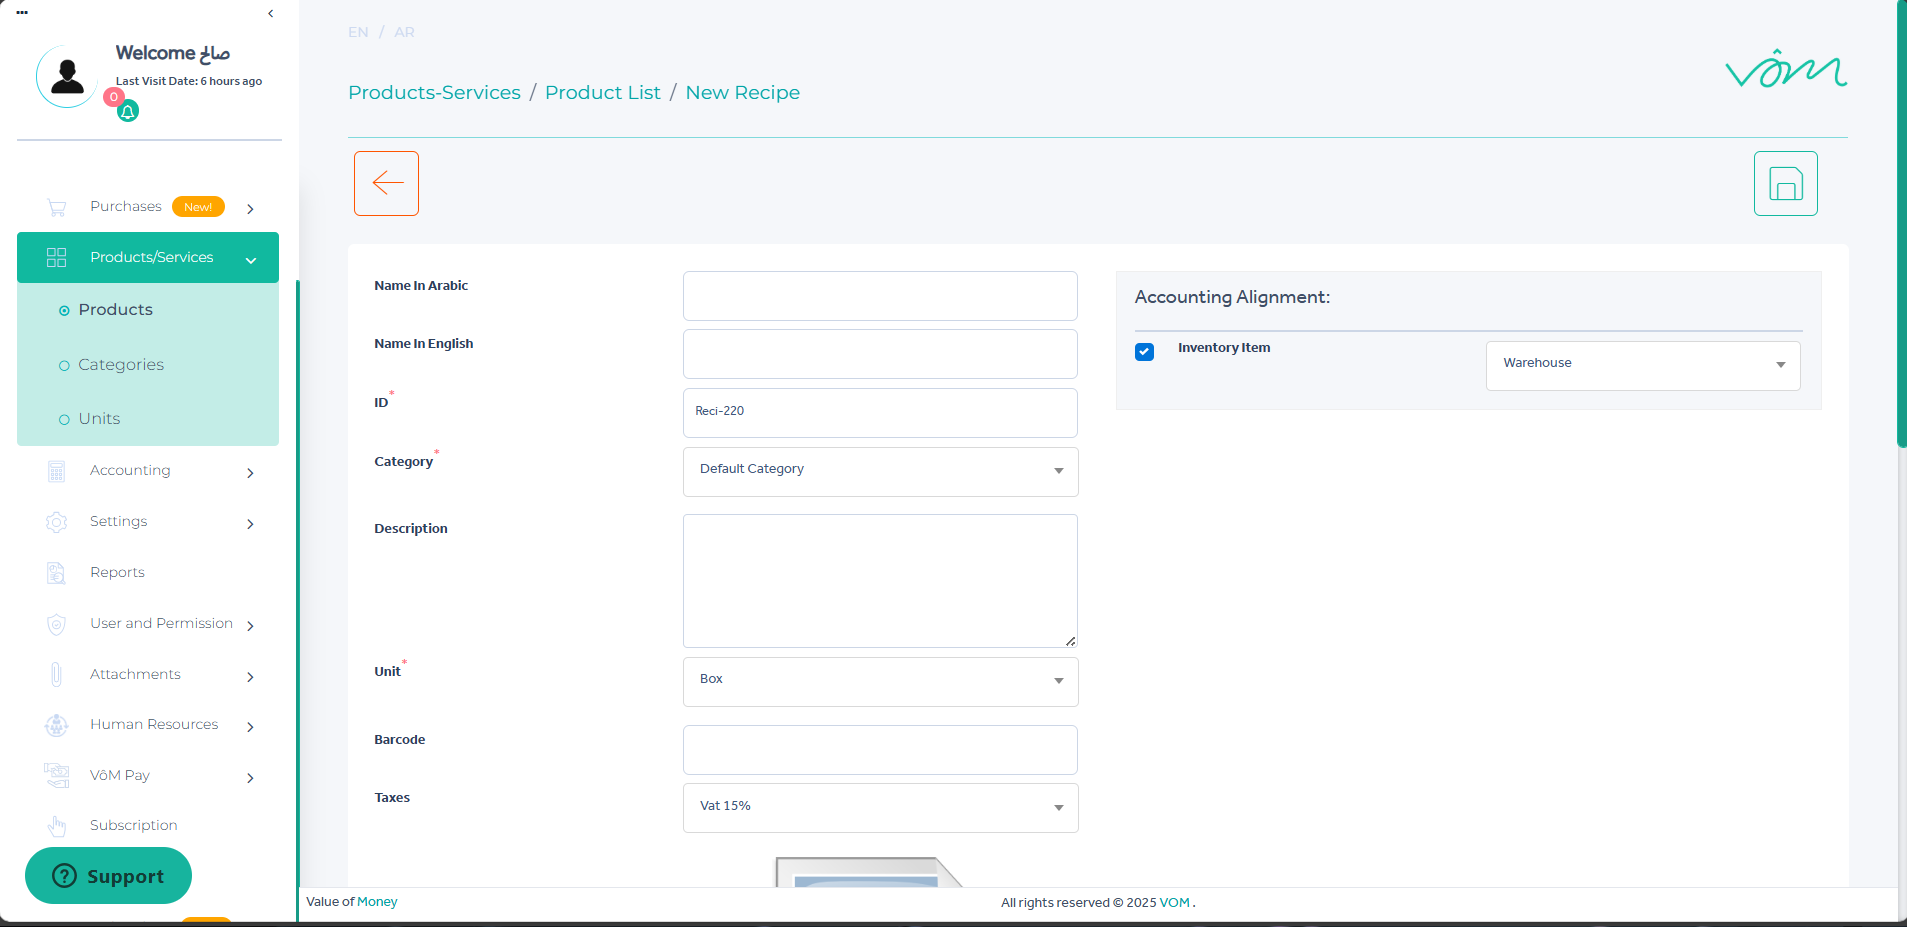 Welcome صالح
Last Visit Date: 6 hours ago
0
Purchases New!
Products/Services
Products
Categories
Units
Accounting
Settings
Reports
User and Permission
Attachments
Human Resources
VôM Pay
Subscription
Support
EN / AR
vôm
Products-Services / Product List / New Recipe
Name In Arabic
Name In English
ID*
Reci-220
Category*
Default Category
Description
Unit*
Box
Barcode
Taxes
Vat 15%
Accounting Alignment:
Inventory Item
Warehouse
Value of Money
All rights reserved © 2025 VOM .